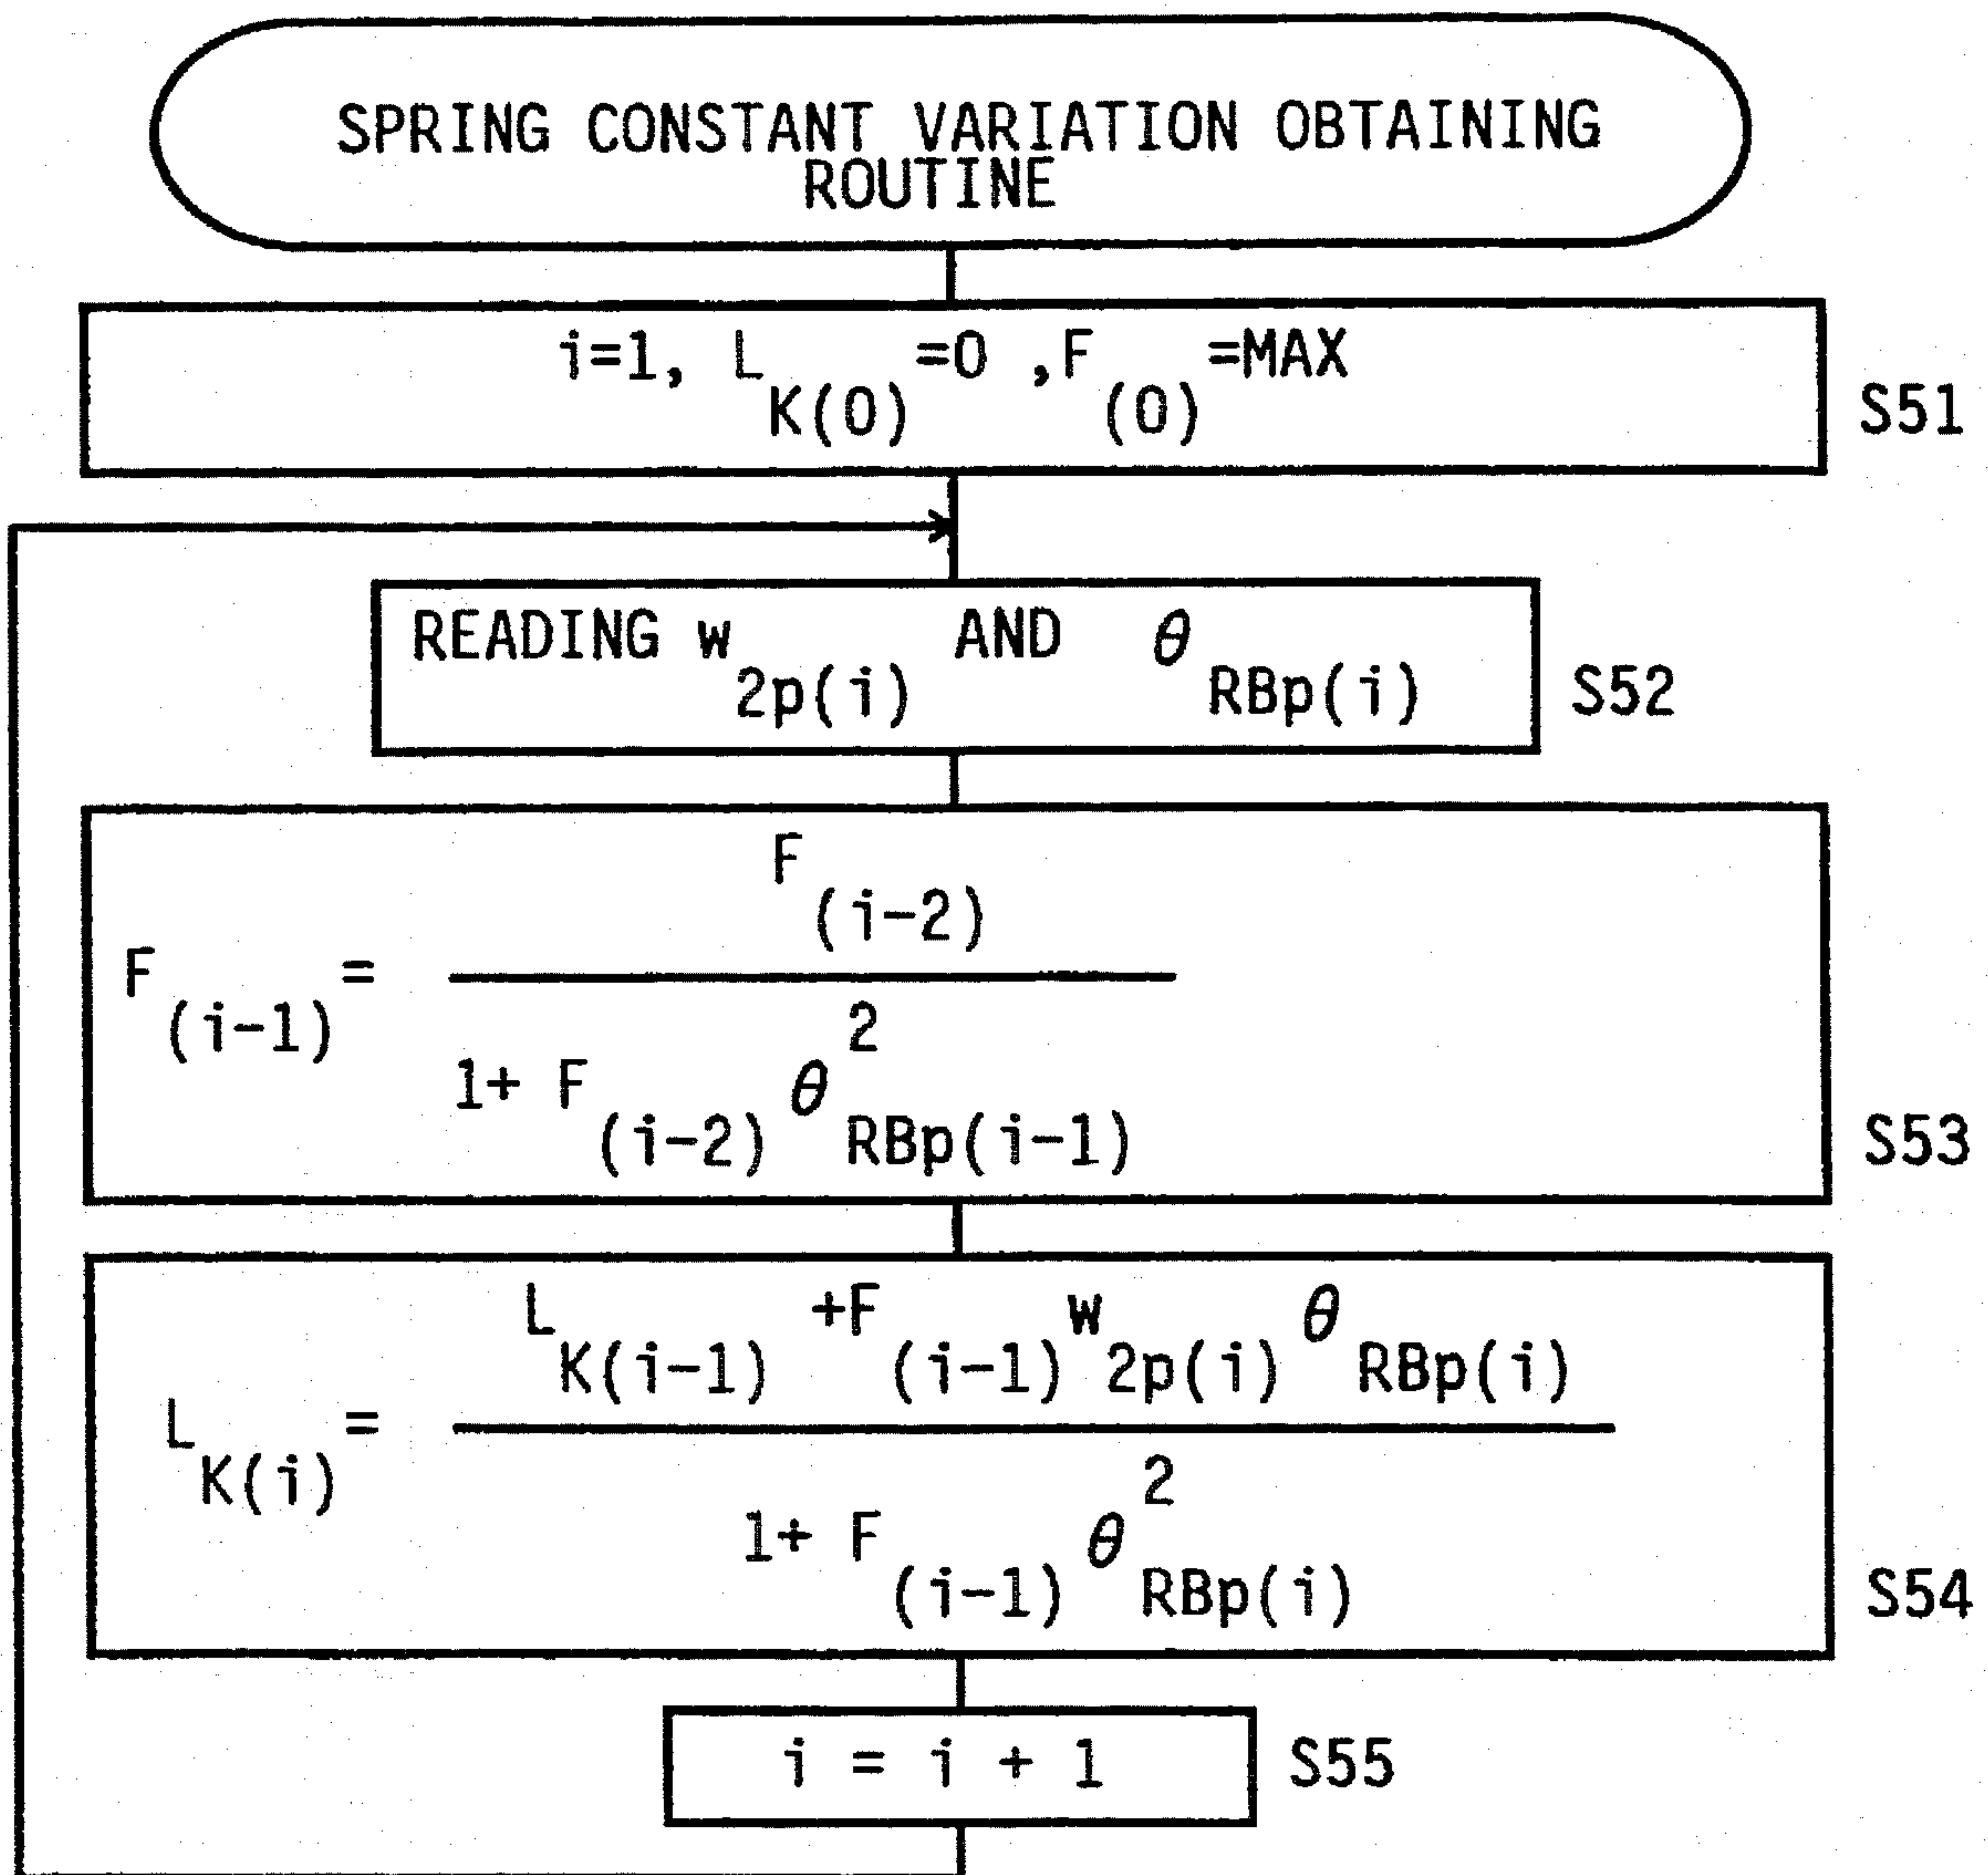 SPRING CONSTANT VARIATION OBTAINING
ROUTINE
i=1, L K(0) =0 ,F (0) =MAX
S51
READING w 2p(i) AND θ RBp(i)
S52
F (i-2)
F (i-1) =
1+ F (i-2) θ 2 RBp(i-1)
S53
L K(i-1) +F (i-1) w 2p(i) θ RBp(i)
L K(i) =
1+ F (i-1) θ 2 RBp(i)
S54
i = i + 1
S55